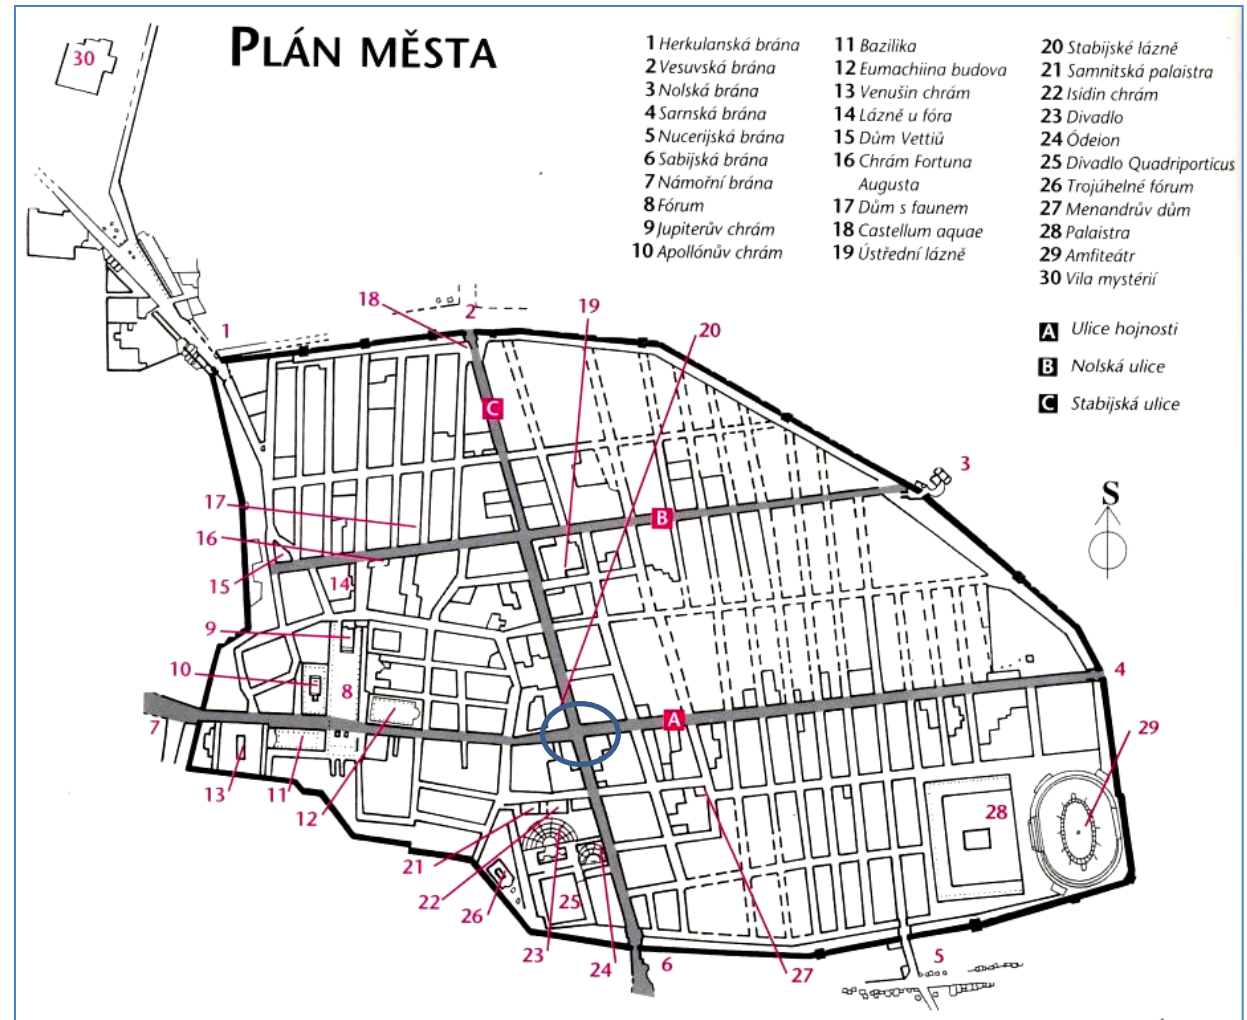 PLÁN MĚSTA
1 Herkulanská brána
2 Vesuvská brána
3 Nolská brána
4 Sarnská brána
5 Nucerijská brána
6 Sabijská brána
7 Námořní brána
8 Fórum
9 Jupiterův chrám
10 Apollónův chrám
11 Bazilika
12 Eumachiina budova
13 Venušin chrám
14 Lázně u fóra
15 Dům Vettiů
16 Chrám Fortuna
Augusta
17 Dům s faunem
18 Castellum aquae
19 Ústřední lázně
20 Stabijské lázně
21 Samnitská palaistra
22 Isidin chrám
23 Divadlo
24 Ódeion
25 Divadlo Quadriporticus
26 Trojúhelné fórum
27 Menandrův dům
28 Palaistra
29 Amfiteátr
30 Vila mystérií
A Ulice hojnosti
B Nolská ulice
C Stabijská ulice
30
18
2
19
20
1
C
3
17
B
S
16
15
14
9
10
8
4
7
A
29
13
11
12
28
21
22
26
25
23
24
6
27
5